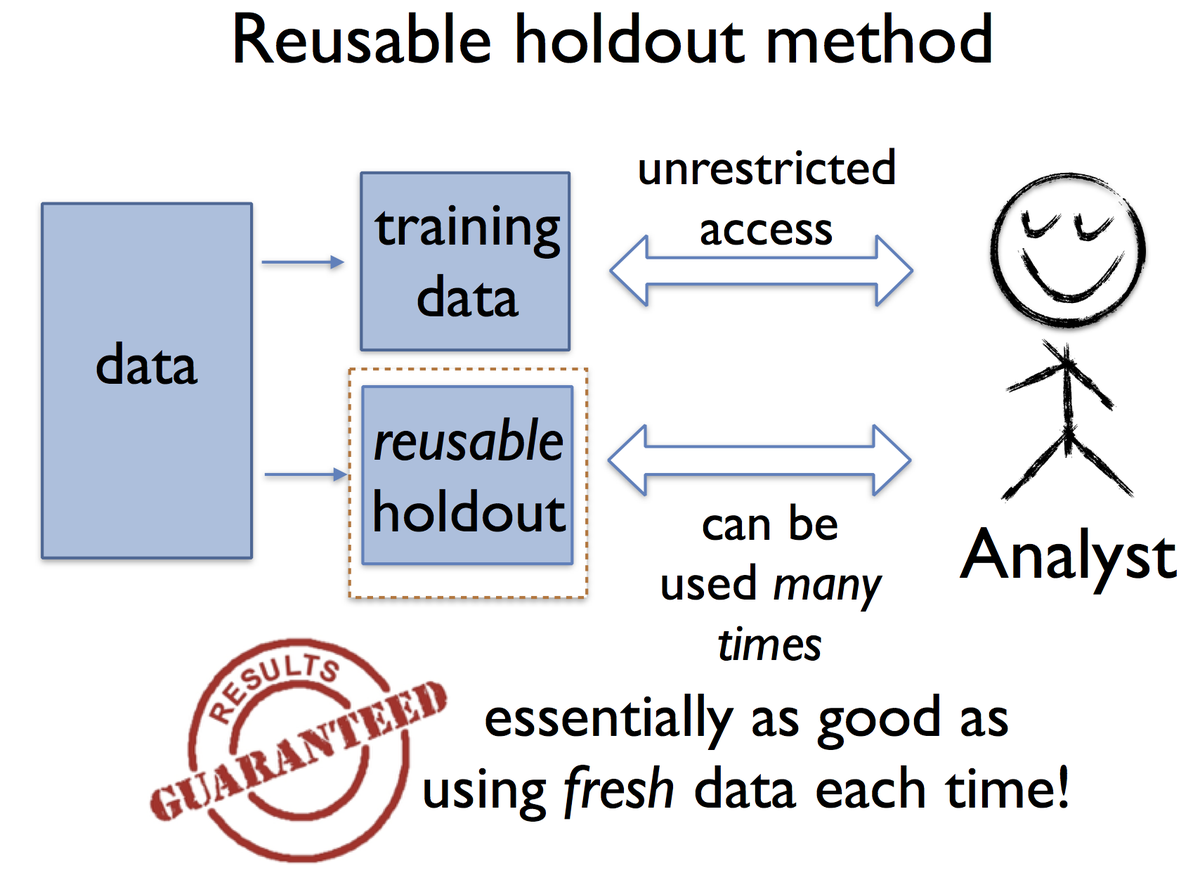 Reusable holdout method
data
training
data
reusable
holdout
unrestricted
access
can be
used many
times
Analyst
RESULTS
GUARANTEED
essentially as good as
using fresh data each time!